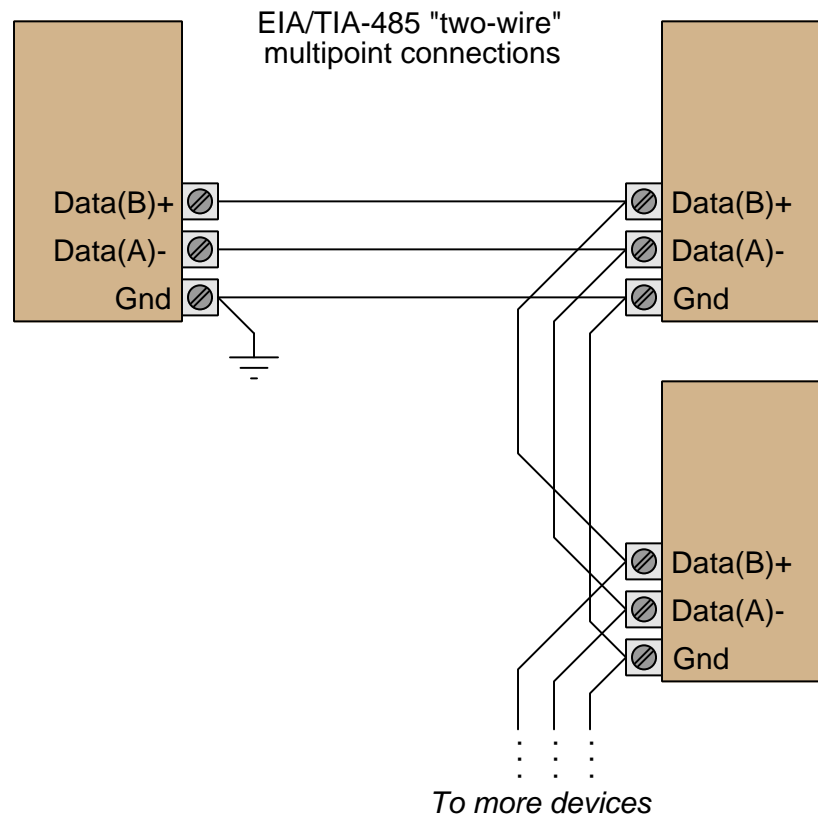 EIA/TIA-485 "two-wire"
multipoint connections
Data(B)+
Data(A)-
Gnd
Data(B)+
Data(A)-
Gnd
Data(B)+
Data(A)-
Gnd
To more devices